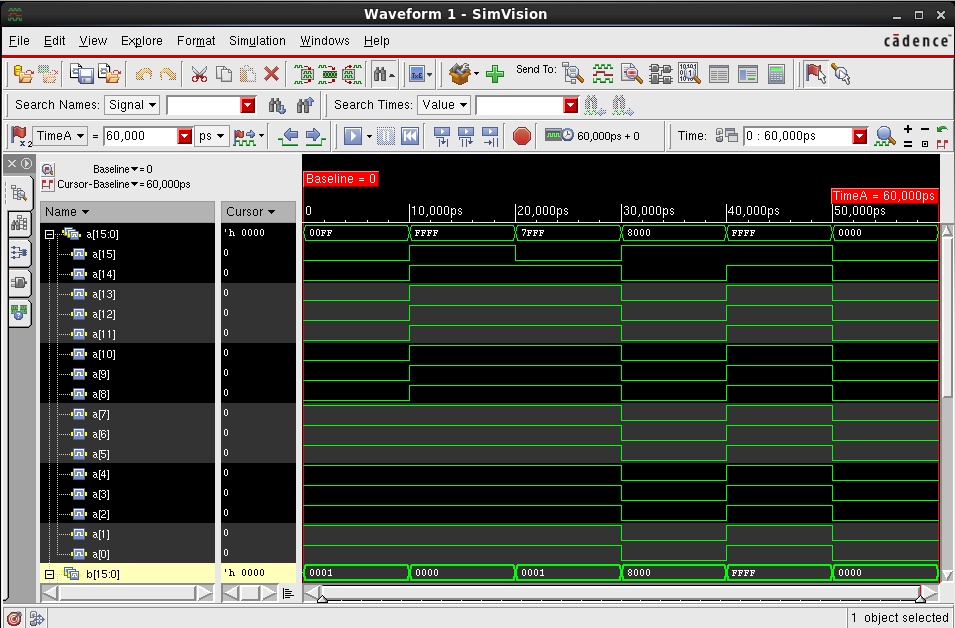 Waveform 1 - SimVision
File Edit View Explore Format Simulation Windows Help
cādence
Send To:
Search Names: Signal
Search Times: Value
x2 TimeA = 60,000 ps
60,000ps + 0
Time: 0 : 60,000ps
Baseline = 0
Cursor-Baseline = 60,000ps
Baseline = 0
TimeA = 60,000ps
0 10,000ps 20,000ps 30,000ps 40,000ps 50,000ps
Name Cursor
a[15:0] 'h 0000 00FF FFFF 7FFF 8000 FFFF 0000
a[15] 0
a[14] 0
a[13] 0
a[12] 0
a[11] 0
a[10] 0
a[9] 0
a[8] 0
a[7] 0
a[6] 0
a[5] 0
a[4] 0
a[3] 0
a[2] 0
a[1] 0
a[0] 0
b[15:0] 'h 0000 0001 0000 0001 8000 FFFF 0000
1 object selected